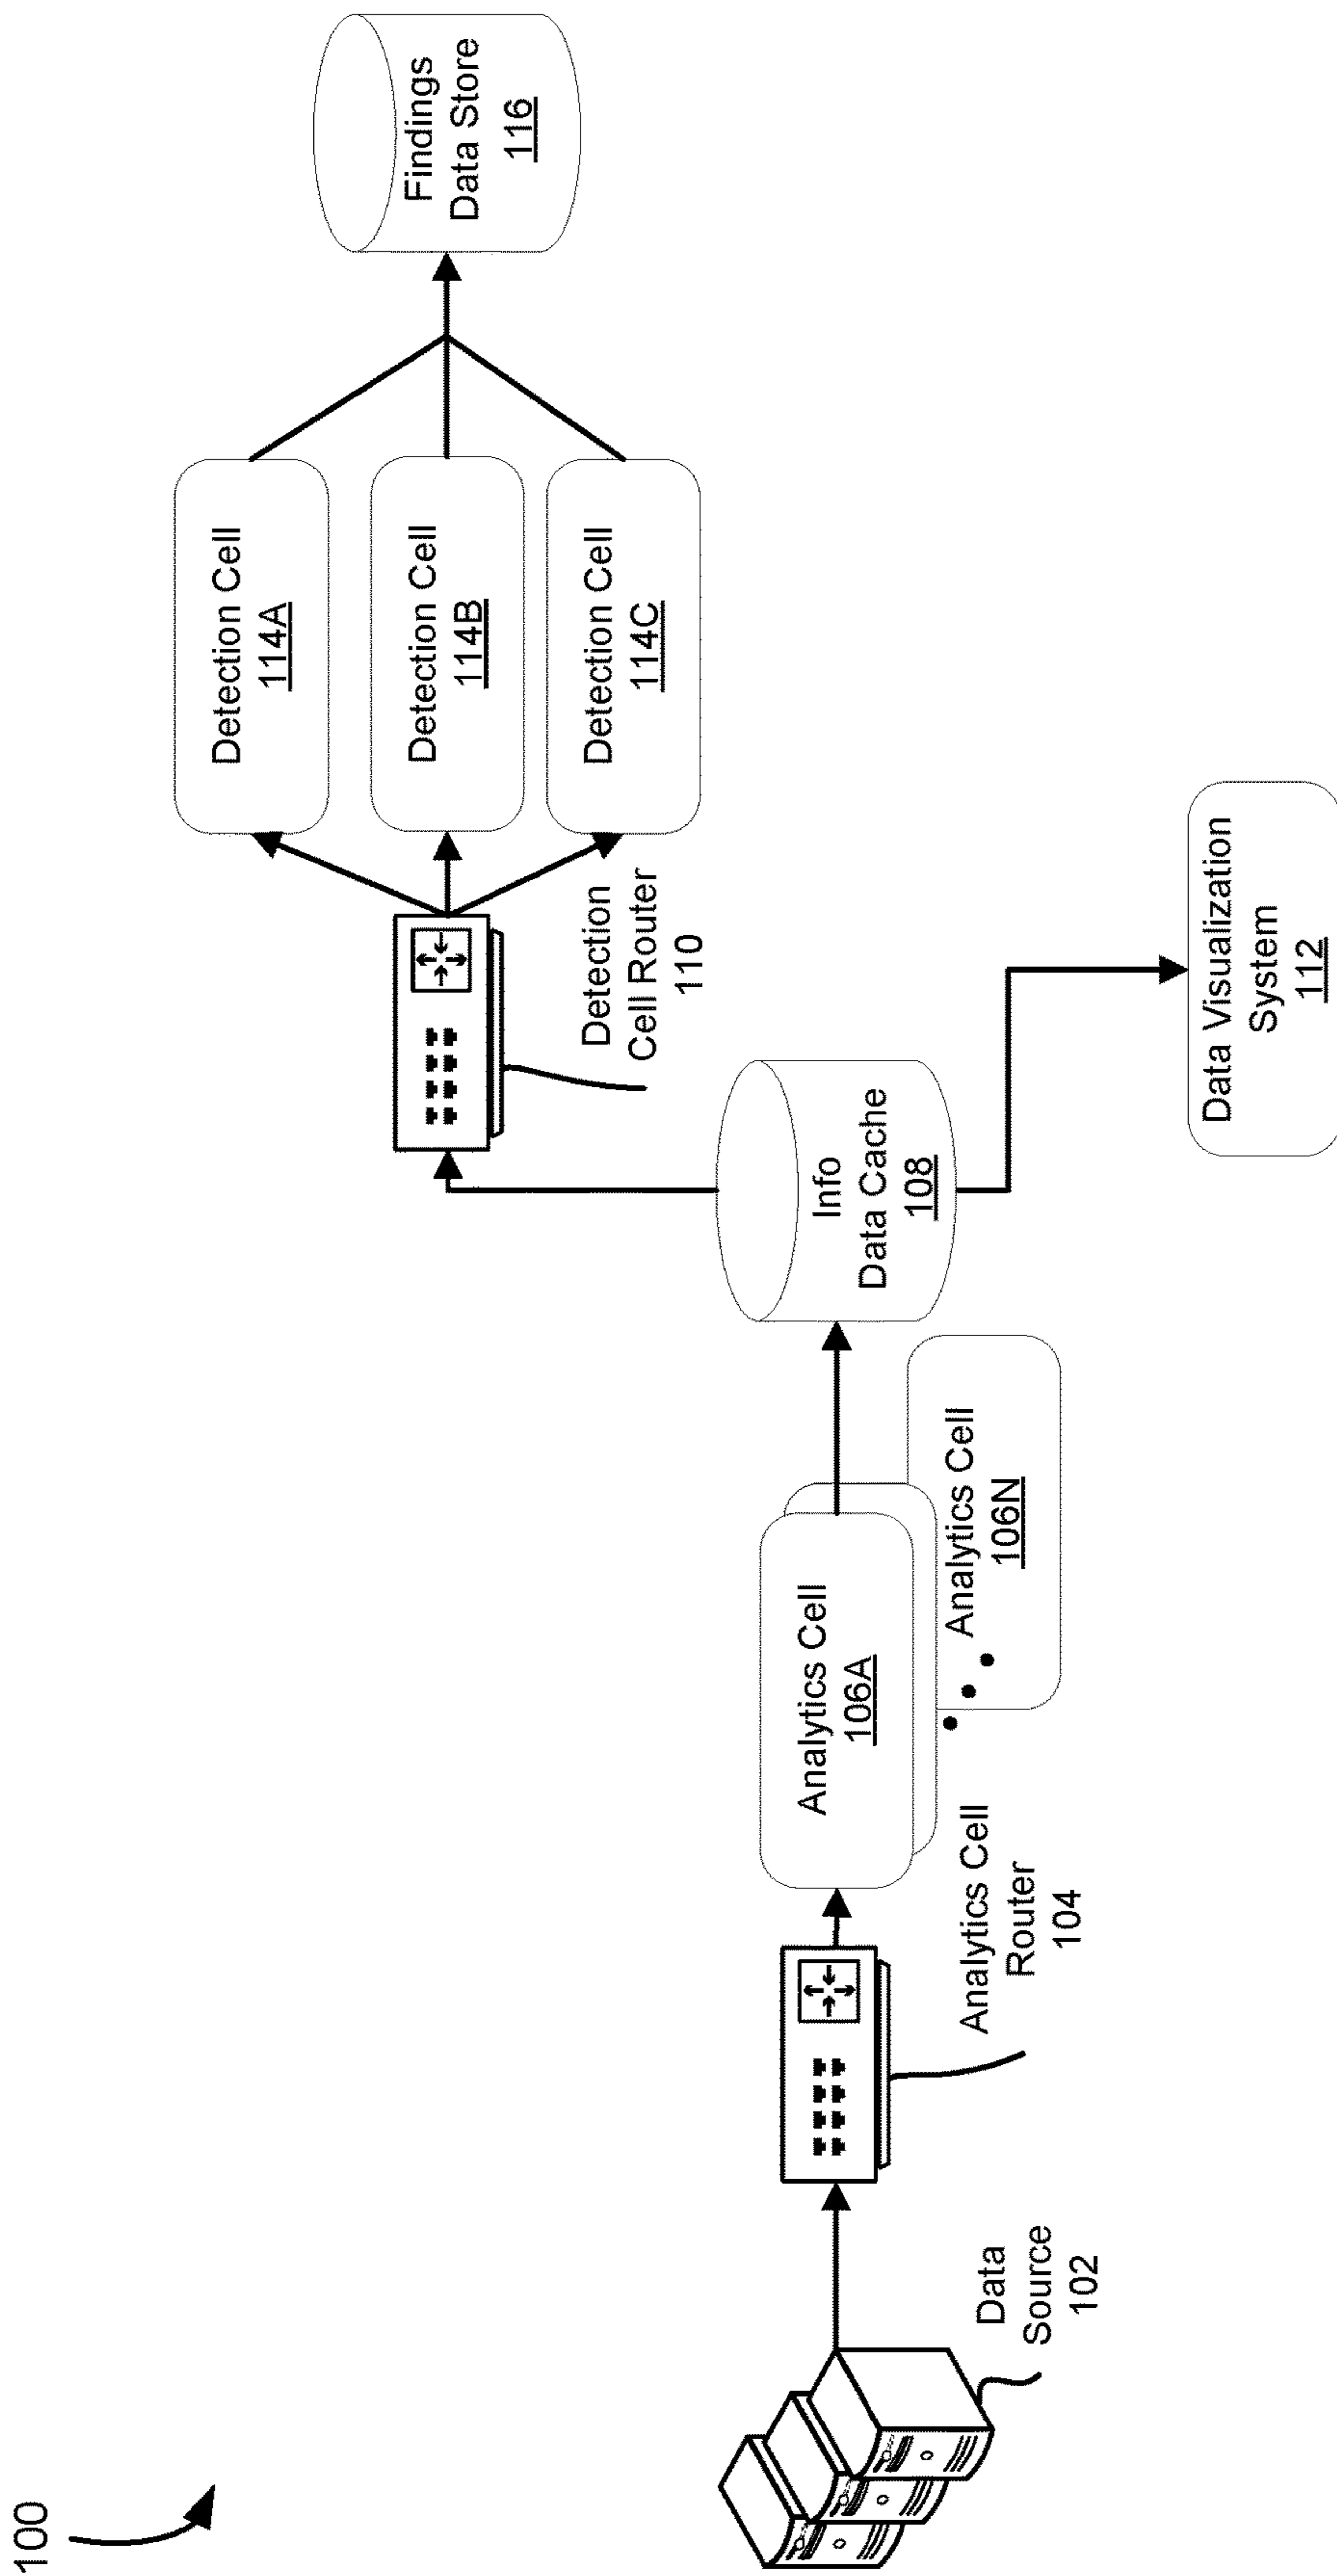 100
Data
Source
102
Analytics Cell
Router
104
Analytics Cell
106A
Analytics Cell
106N
Info
Data Cache
108
Detection
Cell Router
110
Data Visualization
System
112
Detection Cell
114A
Detection Cell
114B
Detection Cell
114C
Findings
Data Store
116